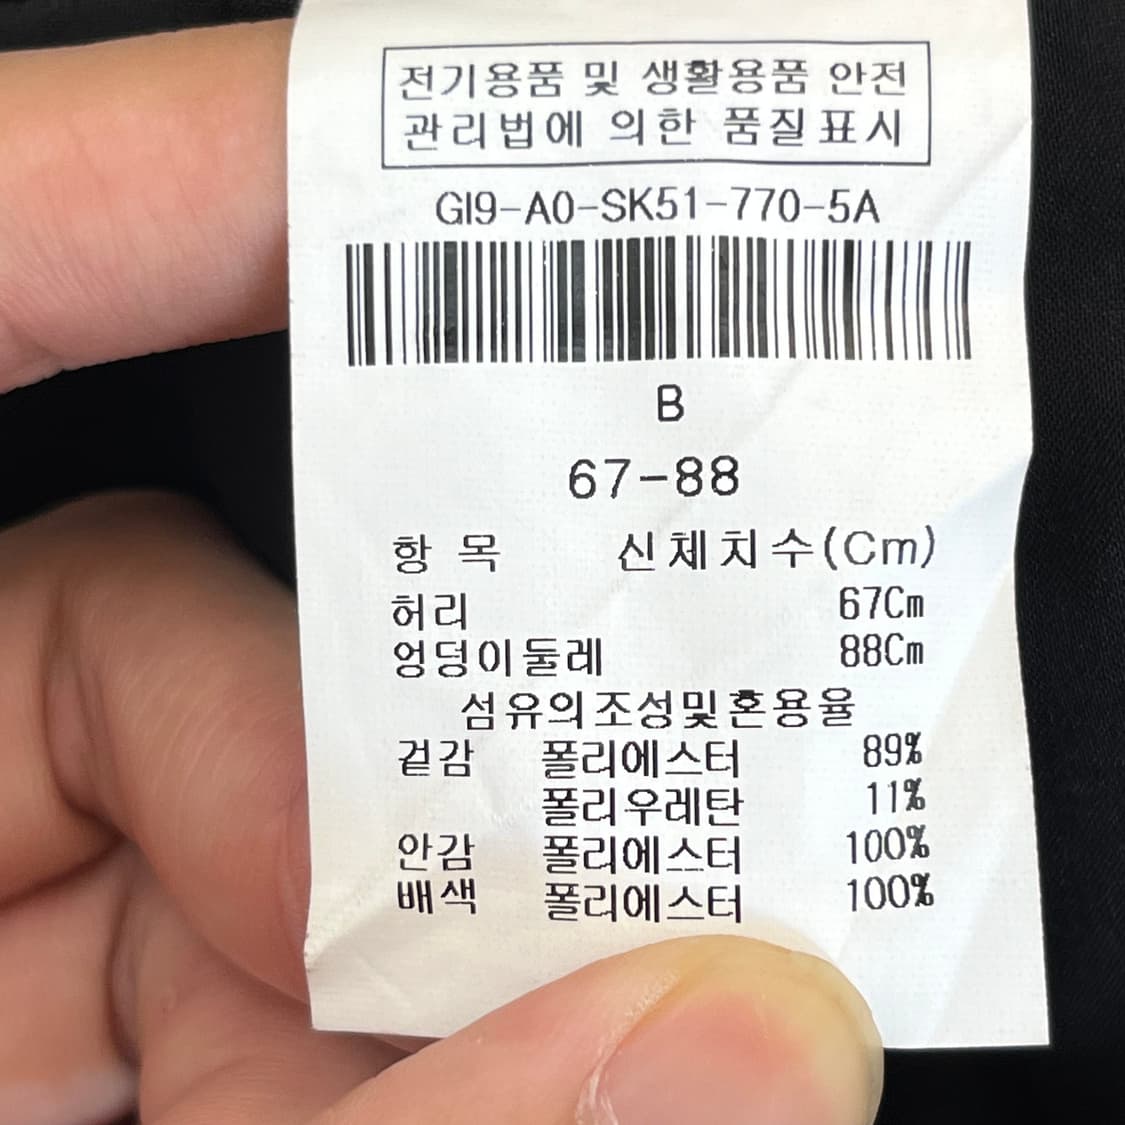 전기용품 및 생활용품 안전
관리법에 의한 품질표시
GI9-A0-SK51-770-5A
B
67-88
항 목 신체치수(Cm)
허리 67Cm
엉덩이둘레 88Cm
섬유의조성및혼용율
겉감 폴리에스터 89%
폴리우레탄 11%
안감 폴리에스터 100%
배색 폴리에스터 100%